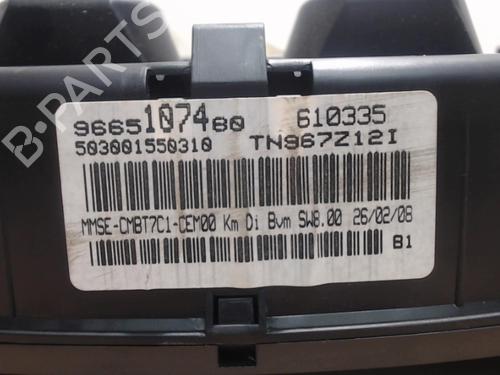 9665107480 610335
503001550310 TN967Z12I
MMSE-CMBT7C1-CEM00 Km Di Bvm SW8.00 26/02/08
B1
B-PARTS